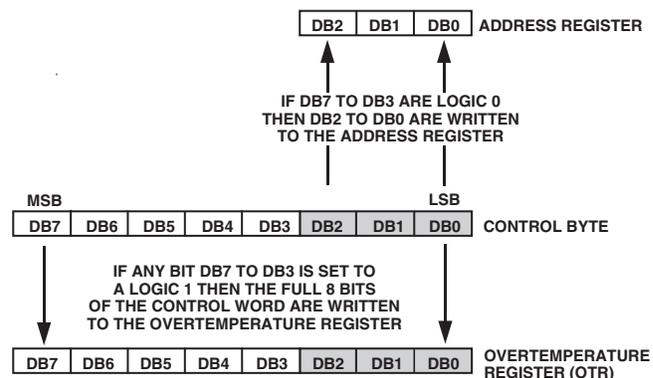 DB2 DB1 DB0 ADDRESS REGISTER
IF DB7 TO DB3 ARE LOGIC 0
THEN DB2 TO DB0 ARE WRITTEN
TO THE ADDRESS REGISTER
MSB LSB
DB7 DB6 DB5 DB4 DB3 DB2 DB1 DB0 CONTROL BYTE
IF ANY BIT DB7 TO DB3 IS SET TO
A LOGIC 1 THEN THE FULL 8 BITS
OF THE CONTROL WORD ARE WRITTEN
TO THE OVERTEMPERATURE REGISTER
DB7 DB6 DB5 DB4 DB3 DB2 DB1 DB0 OVERTEMPERATURE
REGISTER (OTR)